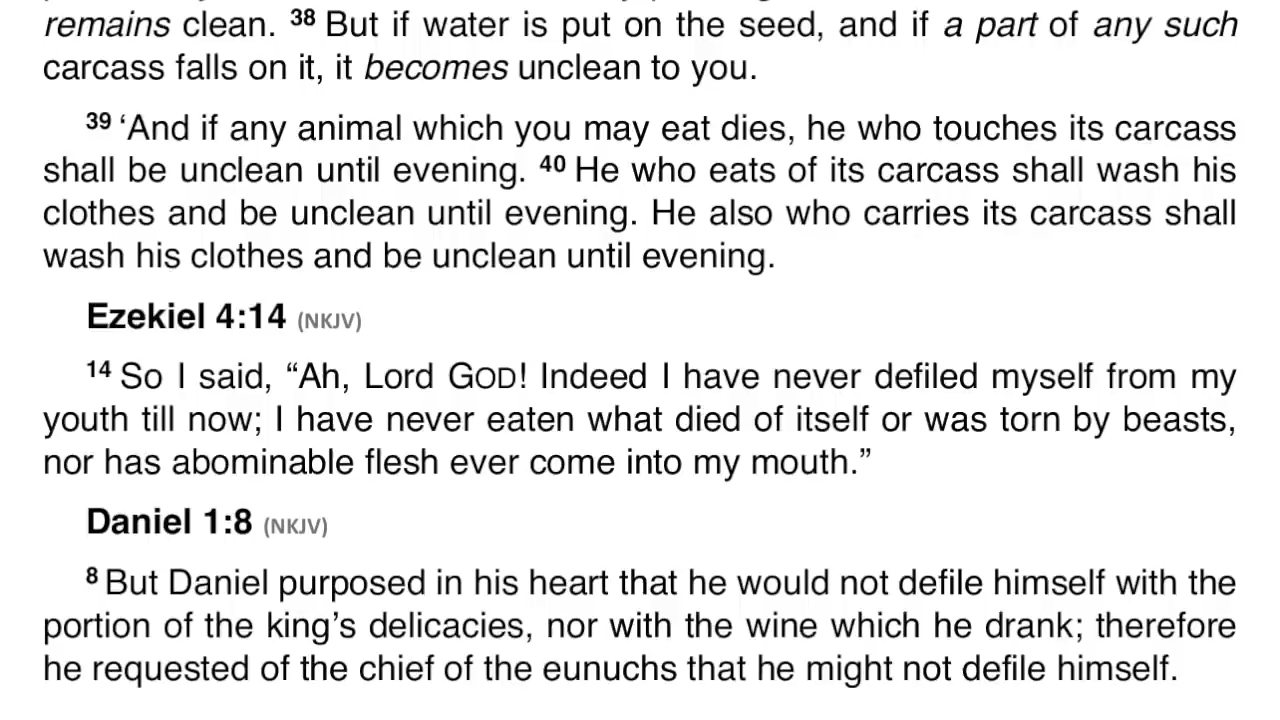 remains clean. 38 But if water is put on the seed, and if a part of any such
carcass falls on it, it becomes unclean to you.
39 ‘And if any animal which you may eat dies, he who touches its carcass
shall be unclean until evening. 40 He who eats of its carcass shall wash his
clothes and be unclean until evening. He also who carries its carcass shall
wash his clothes and be unclean until evening.
Ezekiel 4:14 (NKJV)
14 So I said, “Ah, Lord GOD! Indeed I have never defiled myself from my
youth till now; I have never eaten what died of itself or was torn by beasts,
nor has abominable flesh ever come into my mouth.”
Daniel 1:8 (NKJV)
8 But Daniel purposed in his heart that he would not defile himself with the
portion of the king’s delicacies, nor with the wine which he drank; therefore
he requested of the chief of the eunuchs that he might not defile himself.